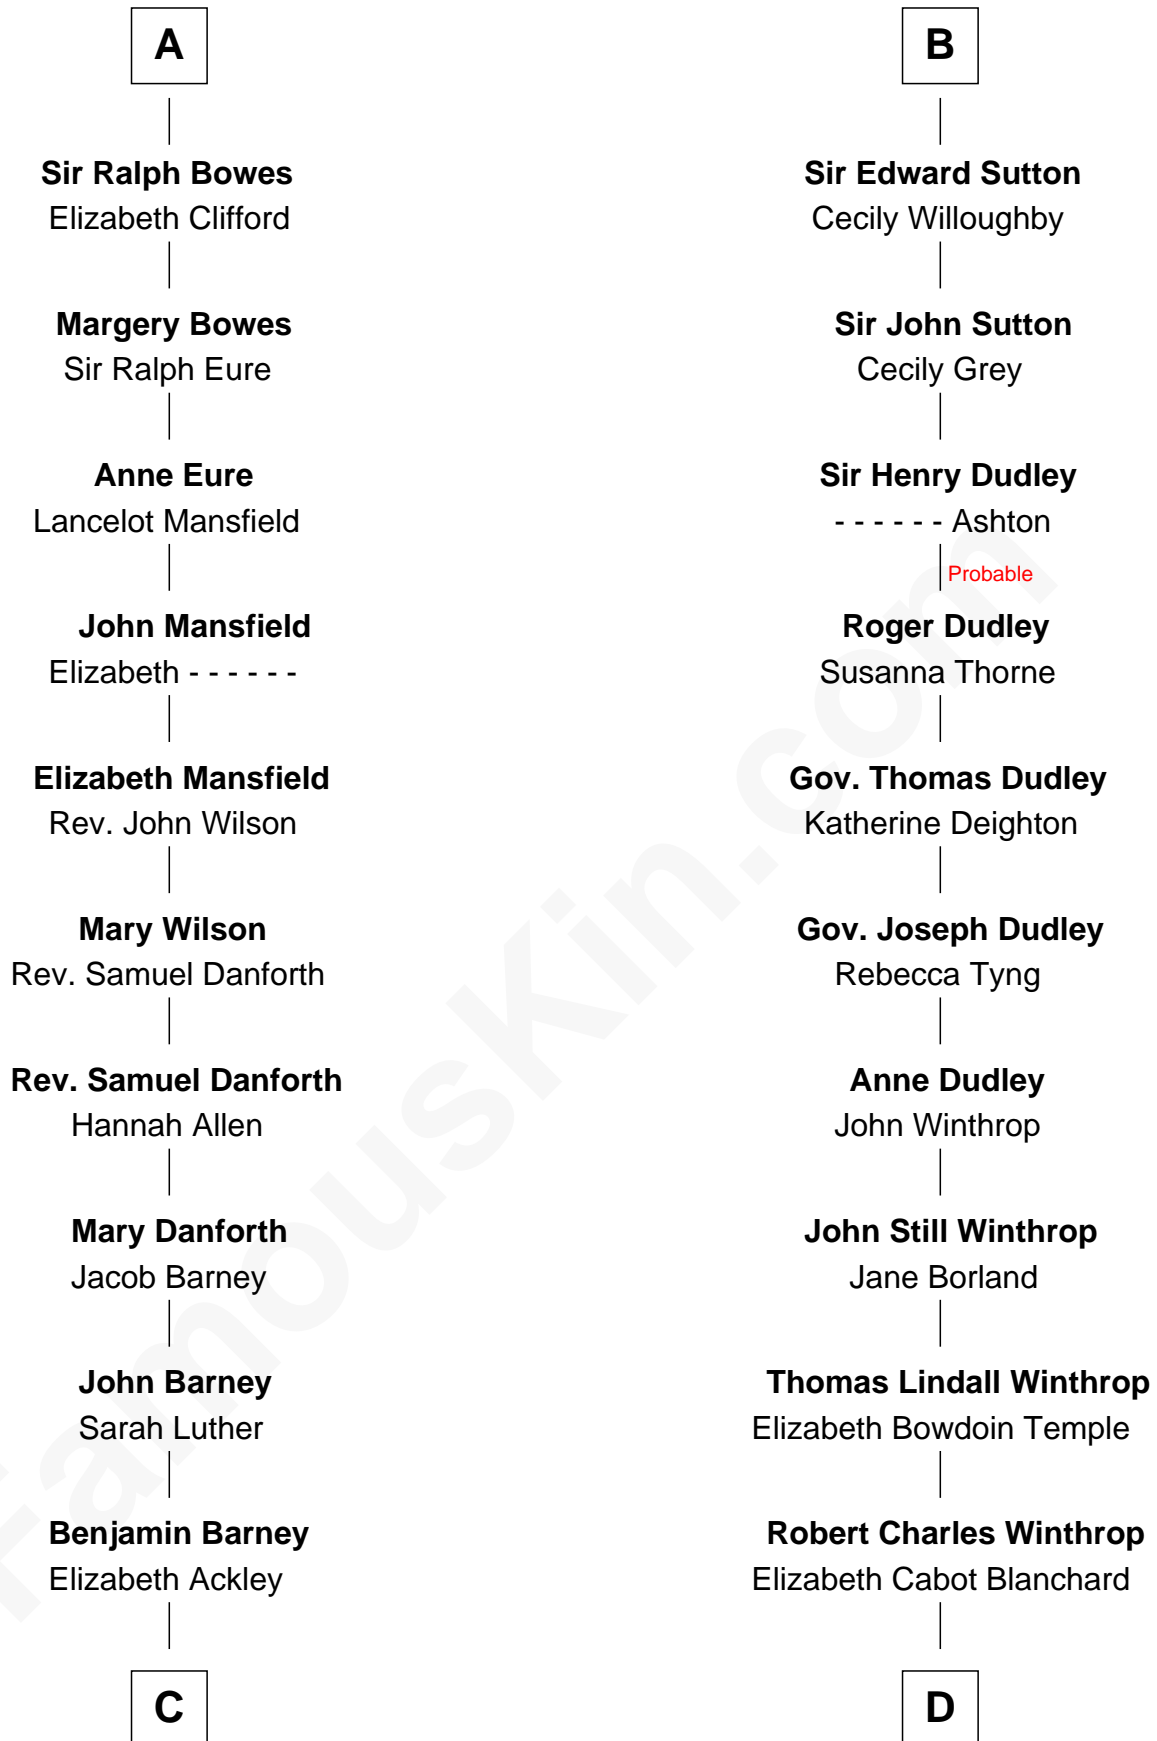 A
Sir Ralph Bowes
Elizabeth Clifford
Margery Bowes
Sir Ralph Eure
Anne Eure
Lancelot Mansfield
John Mansfield
Elizabeth - - - - - -
Elizabeth Mansfield
Rev. John Wilson
Mary Wilson
Rev. Samuel Danforth
Rev. Samuel Danforth
Hannah Allen
Mary Danforth
Jacob Barney
John Barney
Sarah Luther
Benjamin Barney
Elizabeth Ackley
C
B
Sir Edward Sutton
Cecily Willoughby
Sir John Sutton
Cecily Grey
Sir Henry Dudley
- - - - - - Ashton
Probable
Roger Dudley
Susanna Thorne
Gov. Thomas Dudley
Katherine Deighton
Gov. Joseph Dudley
Rebecca Tyng
Anne Dudley
John Winthrop
John Still Winthrop
Jane Borland
Thomas Lindall Winthrop
Elizabeth Bowdoin Temple
Robert Charles Winthrop
Elizabeth Cabot Blanchard
D
FamousKin.com